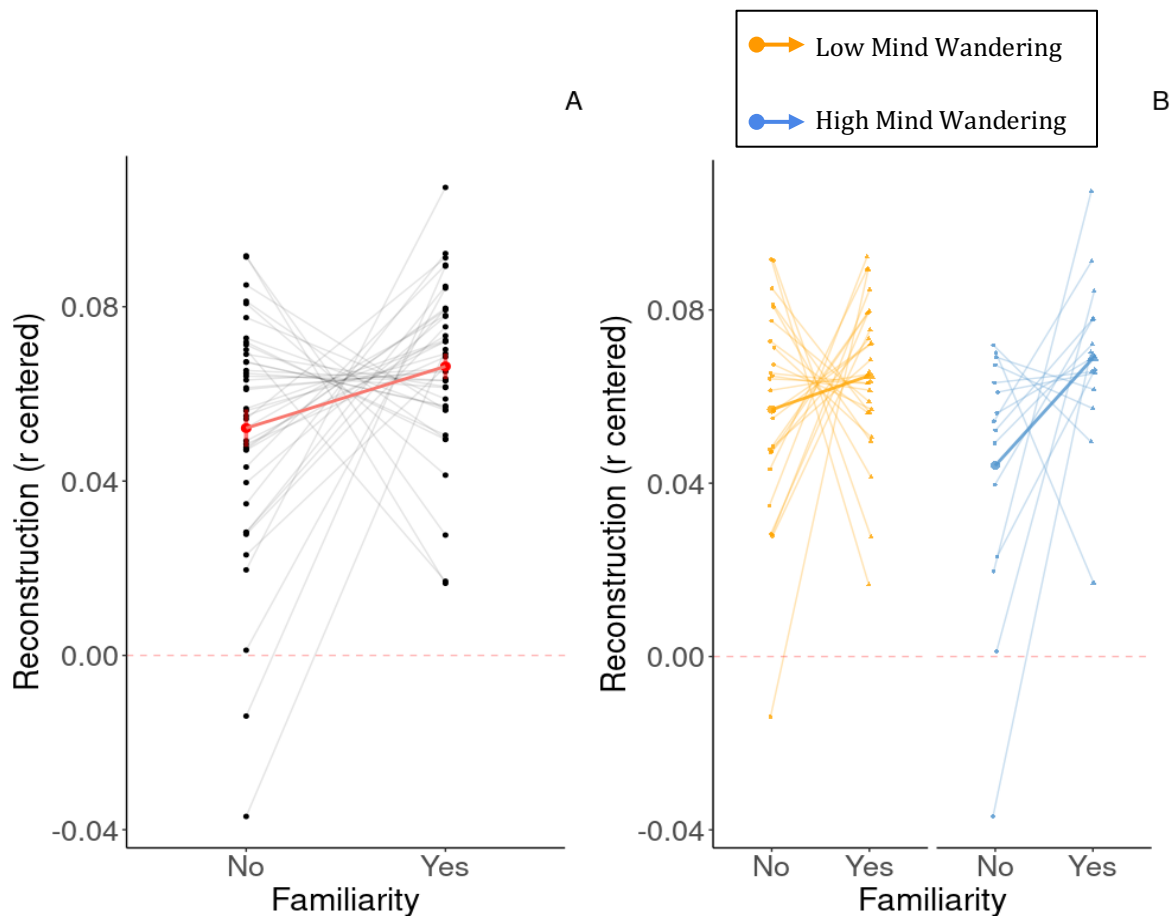 Low Mind Wandering
High Mind Wandering
A
B
Reconstruction (r centered)
0.08
0.04
0.00
-0.04
No
Yes
Familiarity
Reconstruction (r centered)
0.08
0.04
0.00
-0.04
No
Yes
No
Yes
Familiarity